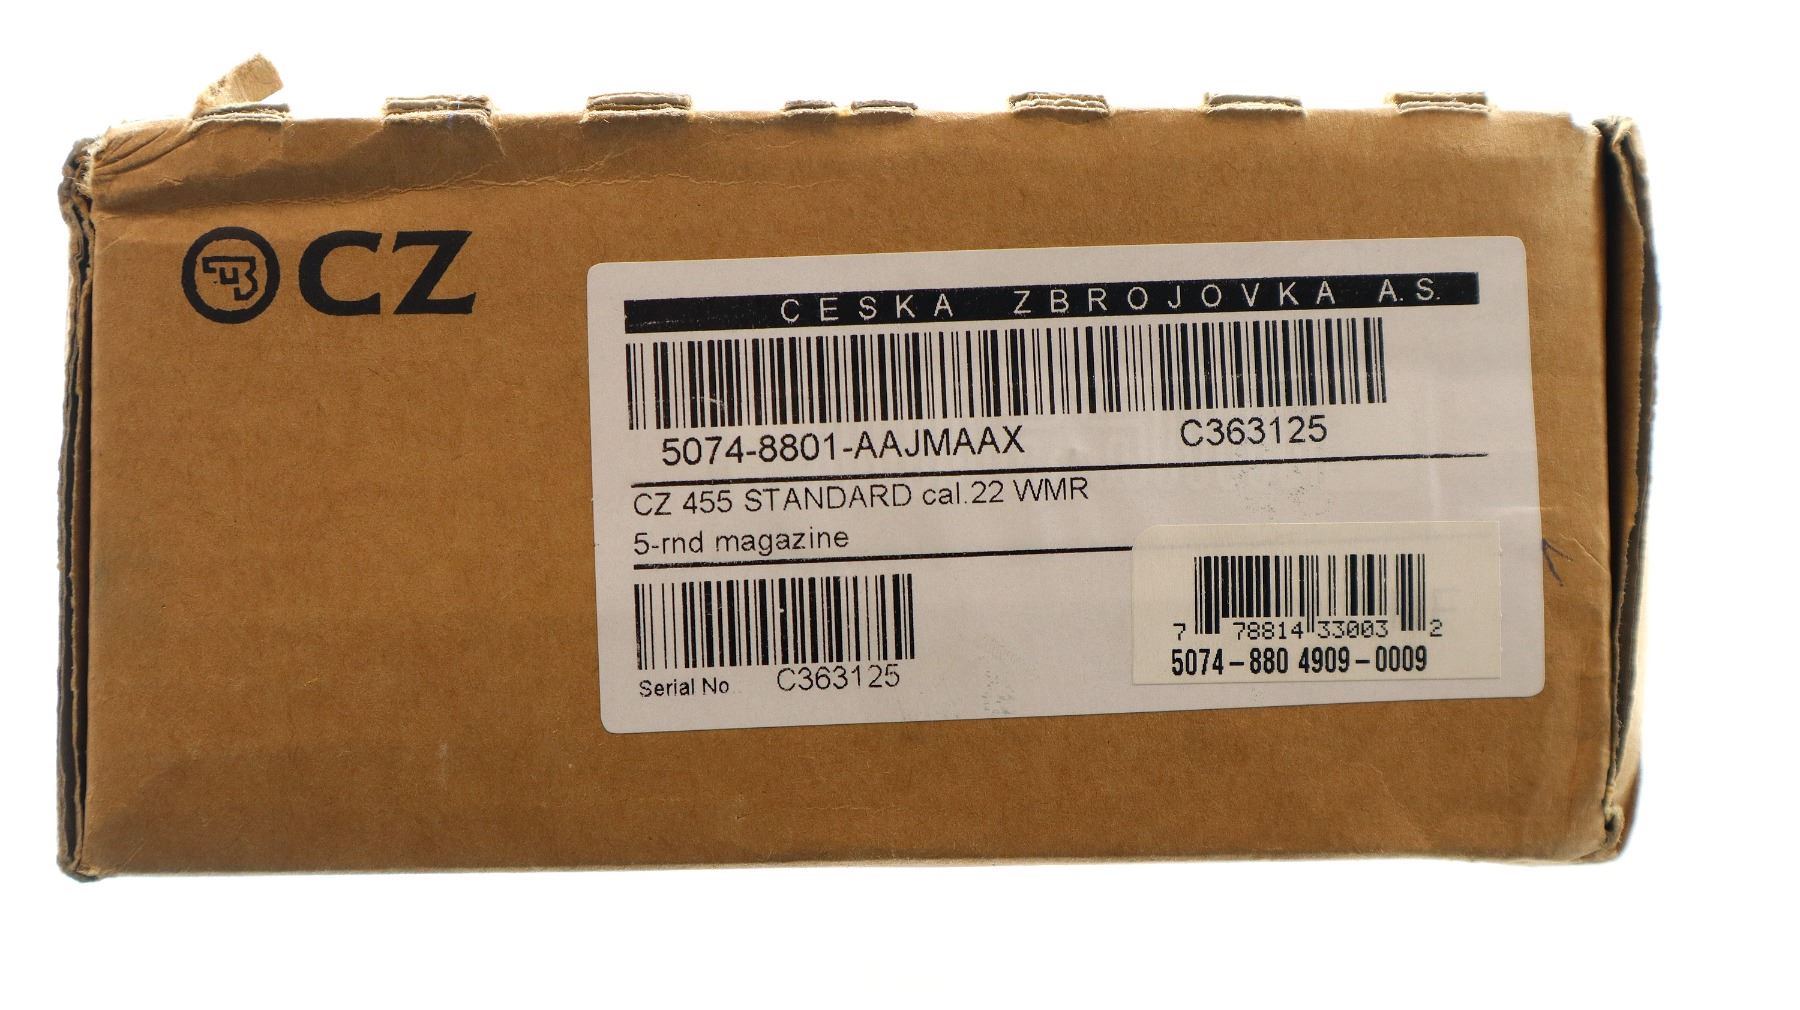 CZ
CESKA ZBROJOVKA A.S.
5074-8801-AAJMAAX C363125
CZ 455 STANDARD cal.22 WMR
5-rnd magazine
Serial No. C363125
7 78814 33003 2
5074-880 4909-0009